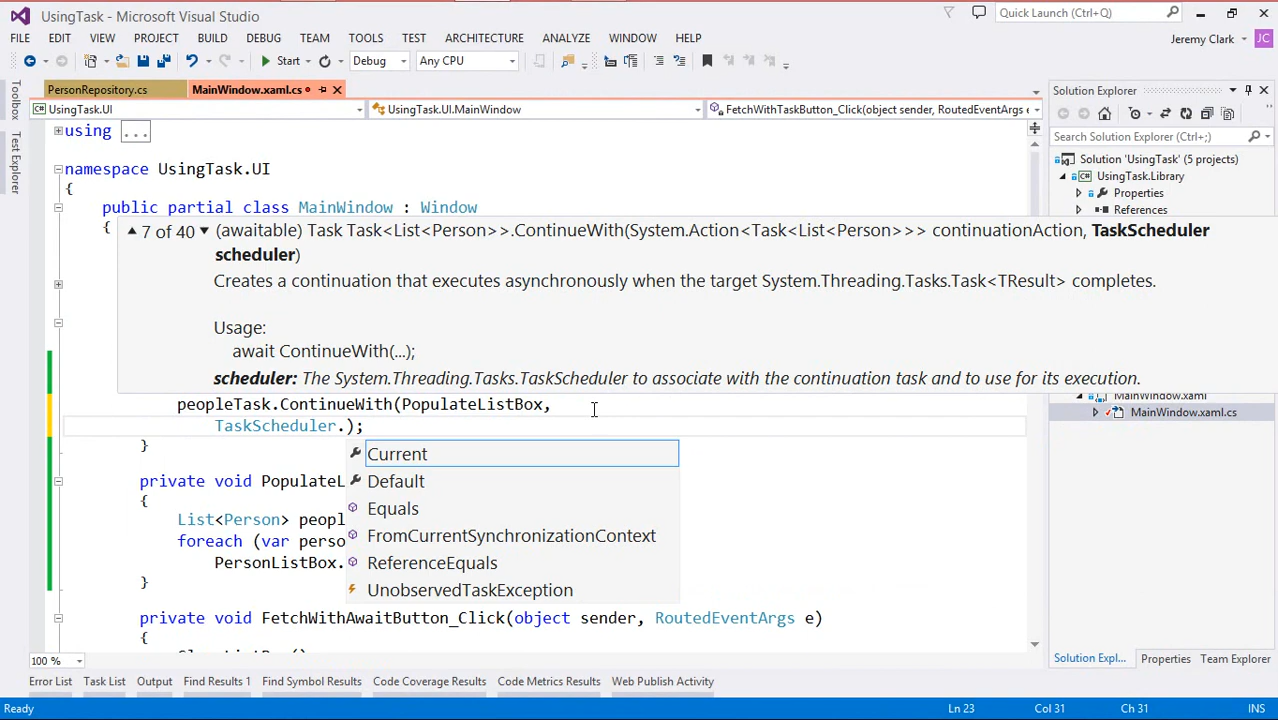 UsingTask - Microsoft Visual Studio
Quick Launch (Ctrl+Q)
FILE EDIT VIEW PROJECT BUILD DEBUG TEAM TOOLS TEST ARCHITECTURE ANALYZE WINDOW HELP
Jeremy Clark JC
Start Debug Any CPU
PersonRepository.cs MainWindow.xaml.cs
UsingTask.UI UsingTask.UI.MainWindow FetchWithTaskButton_Click(object sender, RoutedEventArgs e
Toolbox
Test Explorer
using ...
namespace UsingTask.UI
{
public partial class MainWindow : Window
{
7 of 40 (awaitable) Task Task<List<Person>>.ContinueWith(System.Action<Task<List<Person>>> continuationAction, TaskScheduler
scheduler)
Creates a continuation that executes asynchronously when the target System.Threading.Tasks.Task<TResult> completes.
Usage:
await ContinueWith(...);
scheduler: The System.Threading.Tasks.TaskScheduler to associate with the continuation task and to use for its execution.
peopleTask.ContinueWith(PopulateListBox,
TaskScheduler.);
}
Current
Default
Equals
FromCurrentSynchronizationContext
ReferenceEquals
UnobservedTaskException
private void PopulateL
{
List<Person> peopl
foreach (var perso
PersonListBox.
}
private void FetchWithAwaitButton_Click(object sender, RoutedEventArgs e)
{
100 %
Solution Explorer
Search Solution Explorer (Ctrl+;)
Solution 'UsingTask' (5 projects)
UsingTask.Library
Properties
References
MainWindow.xaml
MainWindow.xaml.cs
Solution Expl... Properties Team Explorer
Error List Task List Output Find Results 1 Find Symbol Results Code Coverage Results Code Metrics Results Web Publish Activity
Ready Ln 23 Col 31 Ch 31 INS